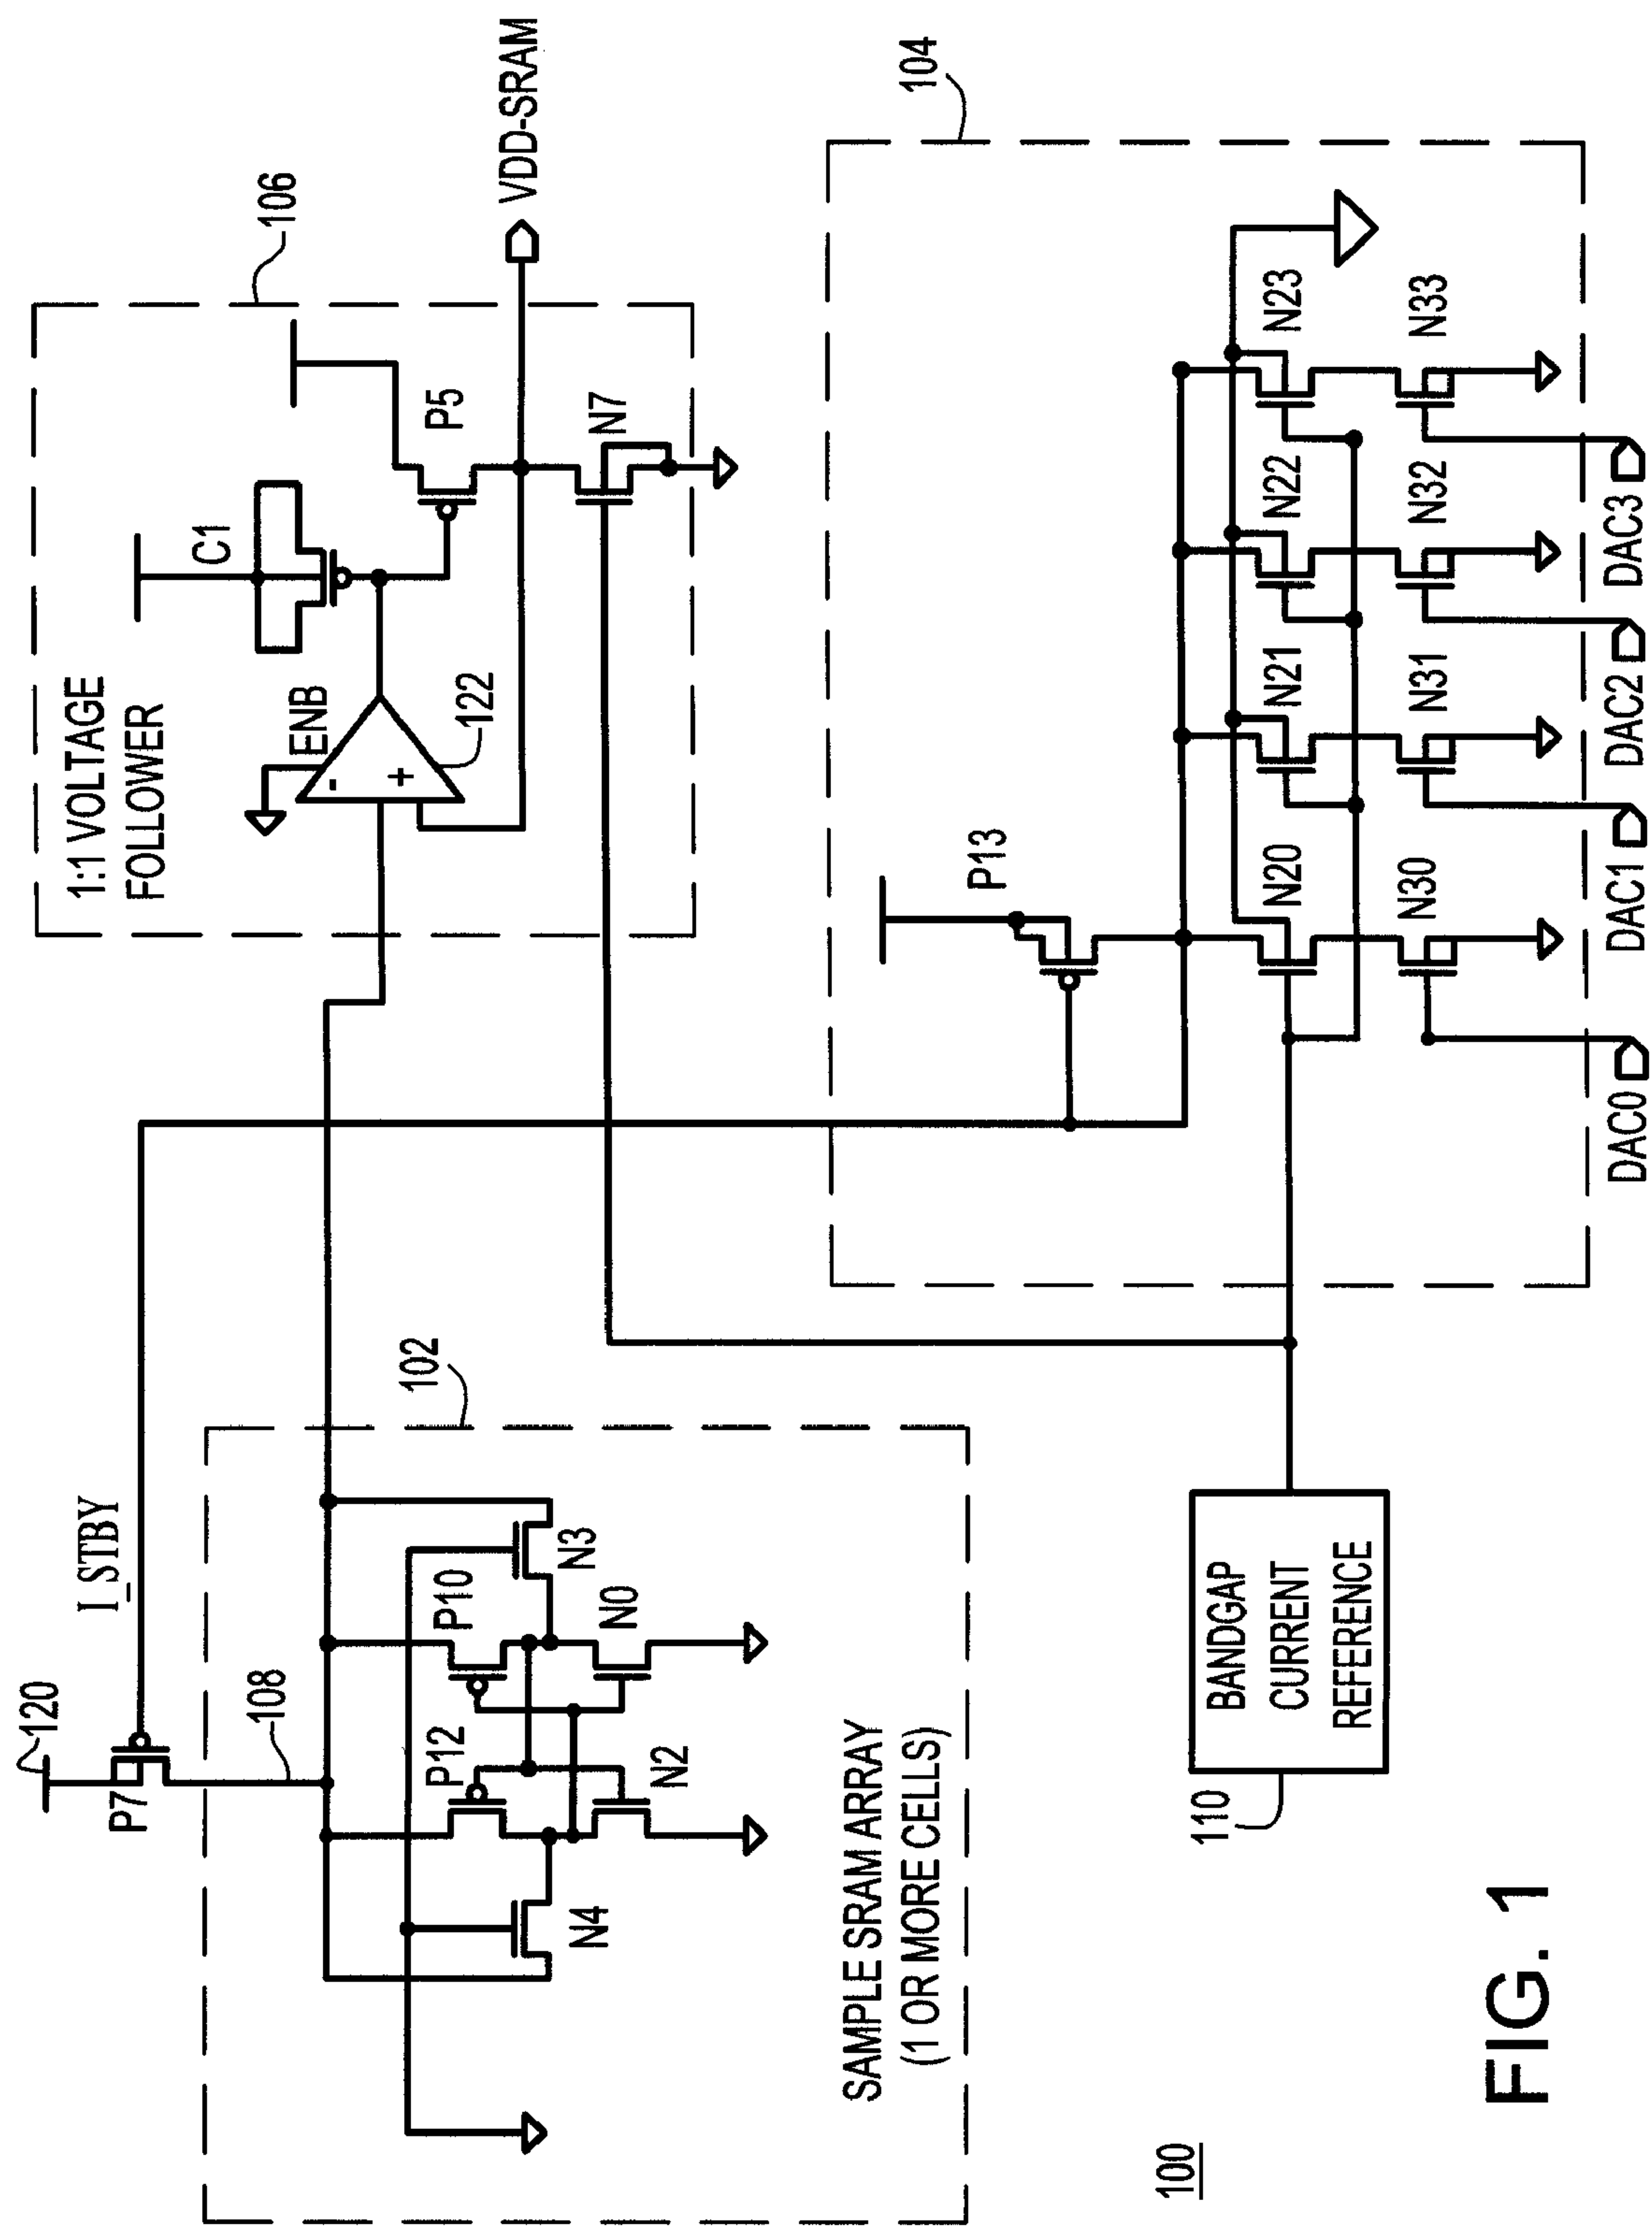 120
P7
I_STBY
108
102
P12
P10
N3
N4
N2
N0
SAMPLE SRAM ARRAY
(1 OR MORE CELLS)
1:1 VOLTAGE
FOLLOWER
106
C1
ENB
-
+
122
P5
N7
VDD-SRAM
104
P13
N20
N21
N22
N23
N30
N31
N32
N33
DAC0
DAC1
DAC2
DAC3
BANDGAP
CURRENT
REFERENCE
110
100
FIG. 1